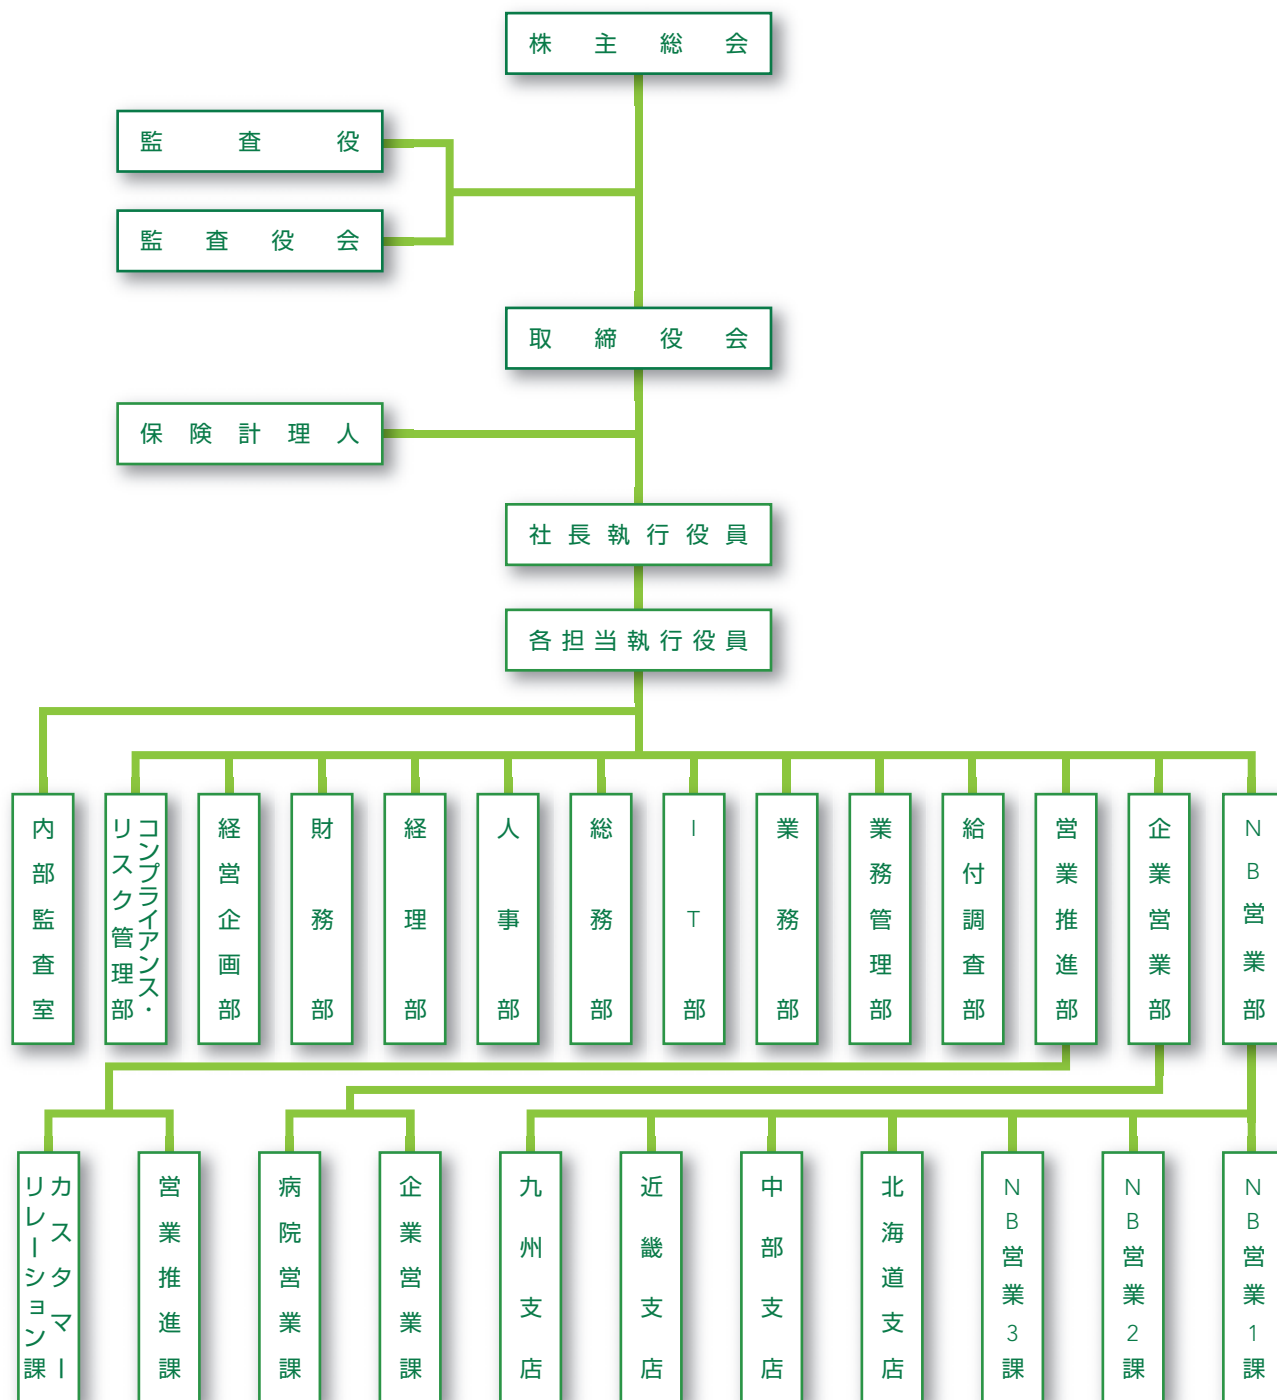 株主総会
監査役
監査役会
取締役会
保険計理人
社長執行役員
各担当執行役員
内部監査室
コンプライアンス・
リスク管理部
経営企画部
財務部
経理部
人事部
総務部
IT部
業務部
業務管理部
給付調査部
営業推進部
企業営業部
NB営業部
カスタマー
リレーション課
営業推進課
病院営業課
企業営業課
九州支店
近畿支店
中部支店
北海道支店
NB営業3課
NB営業2課
NB営業1課